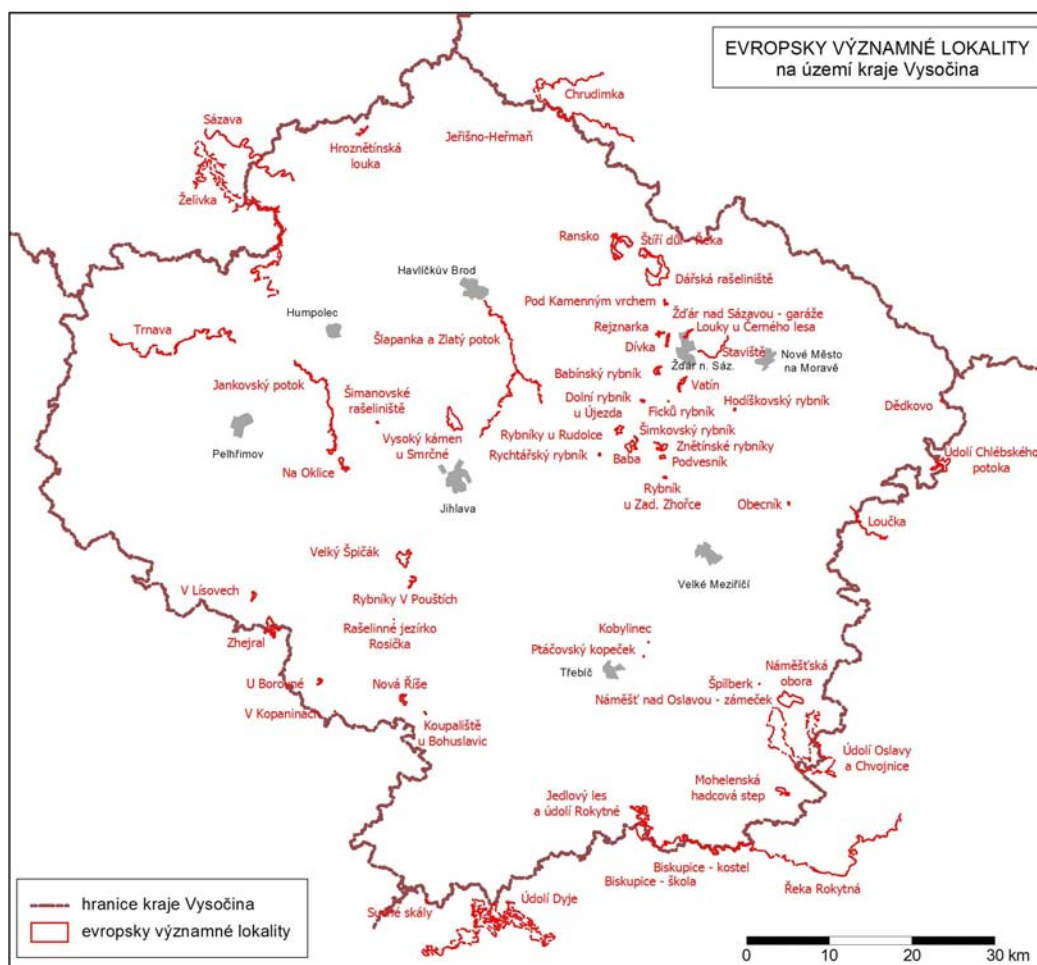 EVROPSKY VÝZNAMNÉ LOKALITY
na území kraje Vysočina
Chrudimka
Sázava
Hroznětínská
louka
Jeřišno-Heřmaň
Želivka
Ransko
Štíří důl - Řeka
Havlíčkův Brod
Dářská rašeliniště
Pod Kamenným vrchem
Humpolec
Žďár nad Sázavou - garáže
Trnava
Rejznarka
Louky u Černého lesa
Šlapanka a Zlatý potok
Dívka
Staviště
Nové Město
na Moravě
Žďár n. Sáz.
Babínský rybník
Jankovský potok
Vatín
Šimanovské
rašeliniště
Dolní rybník
u Újezda
Hodíškovský rybník
Ficků rybník
Dědkovo
Vysoký kámen
u Smrčné
Rybníky u Rudolce
Šimkovský rybník
Znětínské rybníky
Pelhřimov
Rychtářský rybník
Baba
Podvesník
Údolí Chlébského
potoka
Na Oklice
Rybník
u Zad. Zhořce
Obecník
Jihlava
Loučka
Velký Špičák
Velké Meziříčí
V Lísovech
Rybníky V Pouštích
Rašelinné jezírko
Rosička
Kobylinec
Zhejral
Ptáčovský kopeček
Třebíč
Náměšťská
obora
U Borovné
Nová Říše
Špilberk
Náměšť nad Oslavou - zámeček
V Kopaninách
Koupaliště
u Bohuslavic
Údolí Oslavy
a Chvojnice
Mohelenská
hadcová step
Jedlový les
a údolí Rokytné
Biskupice - kostel
Biskupice - škola
Řeka Rokytná
Suché skály
Údolí Dyje
hranice kraje Vysočina
evropsky významné lokality
0 10 20 30 km